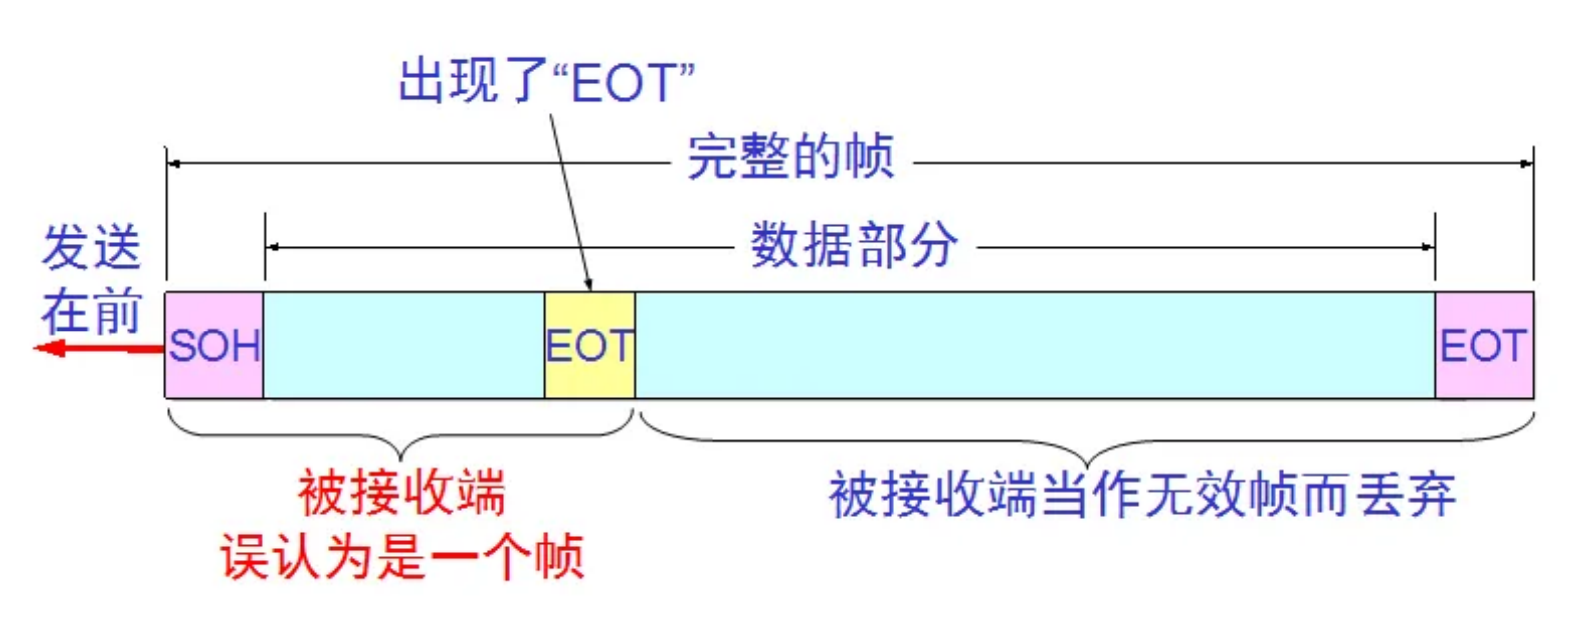 出现了“EOT”
完整的帧
数据部分
发送
在前
SOH
EOT
EOT
被接收端
误认为是一个帧
被接收端当作无效帧而丢弃